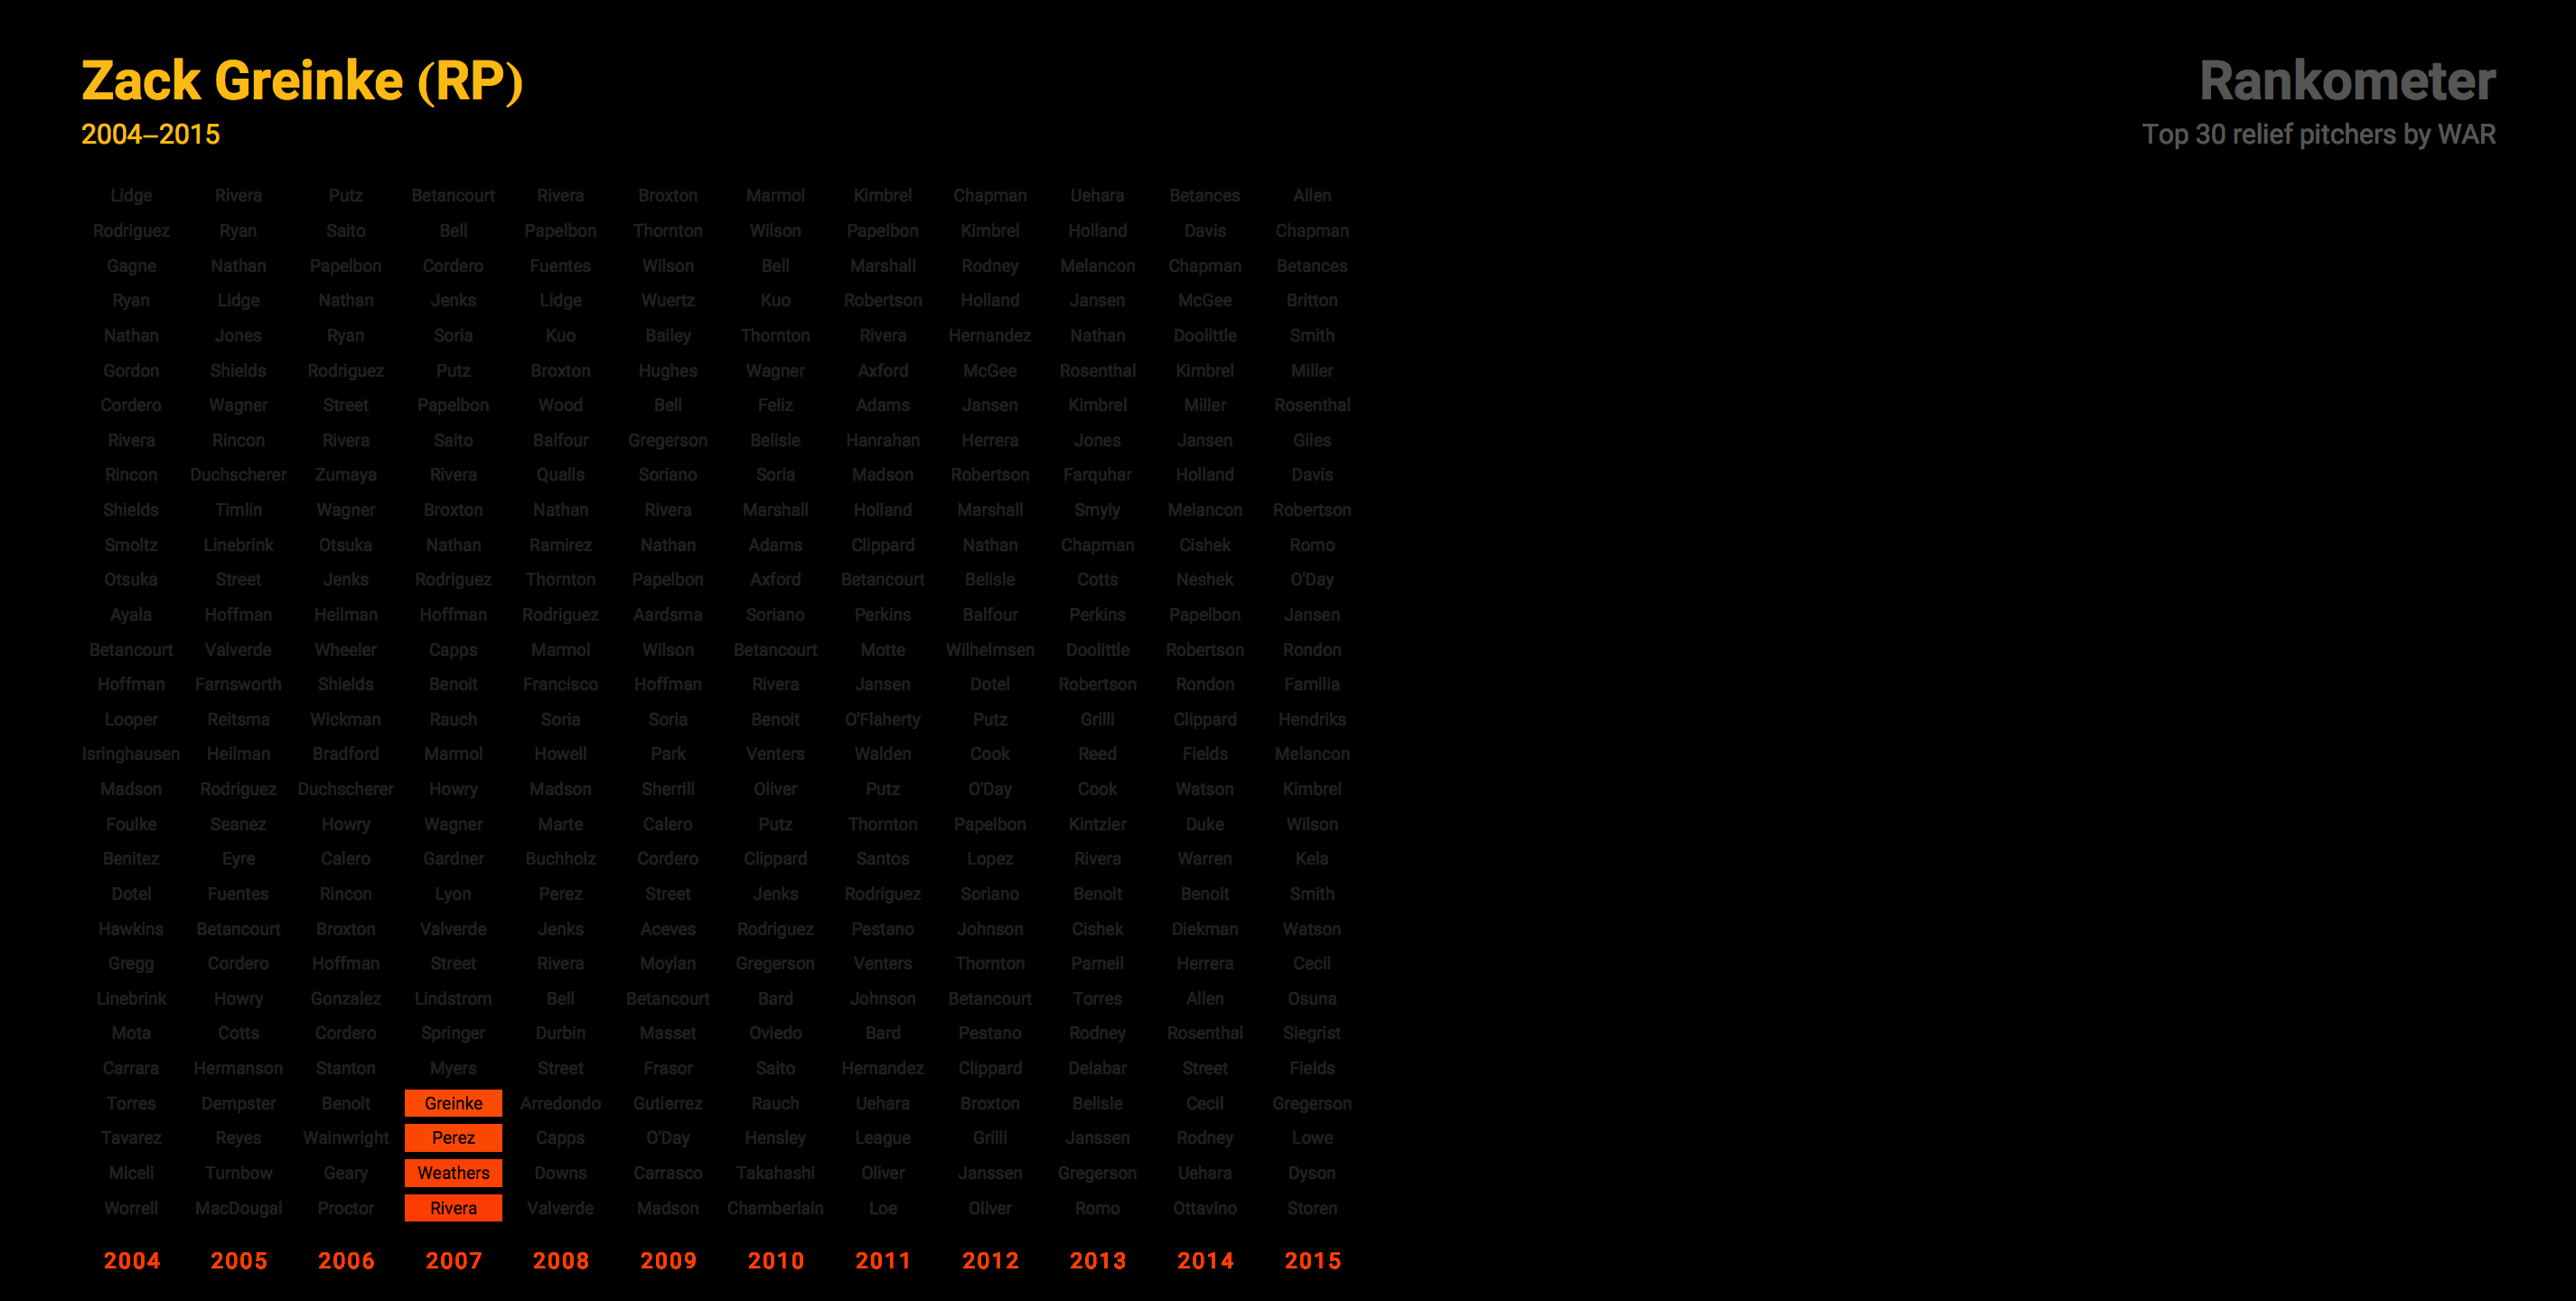 Zack Greinke (RP)
2004–2015
Rankometer
Top 30 relief pitchers by WAR
Lidge Rivera Putz Betancourt Rivera Broxton Marmol Kimbrel Chapman Uehara Betances Allen
Rodriguez Ryan Saito Bell Papelbon Thornton Wilson Papelbon Kimbrel Holland Davis Chapman
Gagne Nathan Papelbon Cordero Fuentes Wilson Bell Marshall Rodney Melancon Chapman Betances
Ryan Lidge Nathan Jenks Lidge Wuertz Kuo Robertson Holland Jansen McGee Britton
Nathan Jones Ryan Soria Kuo Bailey Thornton Rivera Hernandez Nathan Doolittle Smith
Gordon Shields Rodriguez Putz Broxton Hughes Wagner Axford McGee Rosenthal Kimbrel Miller
Cordero Wagner Street Papelbon Wood Bell Feliz Adams Jansen Kimbrel Miller Rosenthal
Rivera Rincon Rivera Saito Balfour Gregerson Belisle Hanrahan Herrera Jones Jansen Giles
Rincon Duchscherer Zumaya Rivera Qualls Soriano Soria Madson Robertson Farquhar Holland Davis
Shields Timlin Wagner Broxton Nathan Rivera Marshall Holland Marshall Smyly Melancon Robertson
Smoltz Linebrink Otsuka Nathan Ramirez Nathan Adams Clippard Nathan Chapman Cishek Romo
Otsuka Street Jenks Rodriguez Thornton Papelbon Axford Betancourt Belisle Cotts Neshek O'Day
Ayala Hoffman Heilman Hoffman Rodriguez Aardsma Soriano Perkins Balfour Perkins Papelbon Jansen
Betancourt Valverde Wheeler Capps Marmol Wilson Betancourt Motte Wilhelmsen Doolittle Robertson Rondon
Hoffman Farnsworth Shields Benoit Francisco Hoffman Rivera Jansen Dotel Robertson Rondon Familia
Looper Reitsma Wickman Rauch Soria Soria Benoit O'Flaherty Putz Grilli Clippard Hendriks
Isringhausen Heilman Bradford Marmol Howell Park Venters Walden Cook Reed Fields Melancon
Madson Rodriguez Duchscherer Howry Madson Sherrill Oliver Putz O'Day Cook Watson Kimbrel
Foulke Seanez Howry Wagner Marte Calero Putz Thornton Papelbon Kintzler Duke Wilson
Benitez Eyre Calero Gardner Buchholz Cordero Clippard Santos Lopez Rivera Warren Kela
Dotel Fuentes Rincon Lyon Perez Street Jenks Rodriguez Soriano Benoit Benoit Smith
Hawkins Betancourt Broxton Valverde Jenks Aceves Rodriguez Pestano Johnson Cishek Diekman Watson
Gregg Cordero Hoffman Street Rivera Moylan Gregerson Venters Thornton Parnell Herrera Cecil
Linebrink Howry Gonzalez Lindstrom Bell Betancourt Bard Johnson Betancourt Torres Allen Osuna
Mota Cotts Cordero Springer Durbin Masset Oviedo Bard Pestano Rodney Rosenthal Siegrist
Carrara Hermanson Stanton Myers Street Frasor Saito Hernandez Clippard Delabar Street Fields
Torres Dempster Benoit Greinke Arredondo Gutierrez Rauch Uehara Broxton Belisle Cecil Gregerson
Tavarez Reyes Wainwright Perez Capps O'Day Hensley League Grilli Janssen Rodney Lowe
Miceli Turnbow Geary Weathers Downs Carrasco Takahashi Oliver Janssen Gregerson Uehara Dyson
Worrell MacDougal Proctor Rivera Valverde Madson Chamberlain Loe Oliver Romo Ottavino Storen
2004 2005 2006 2007 2008 2009 2010 2011 2012 2013 2014 2015